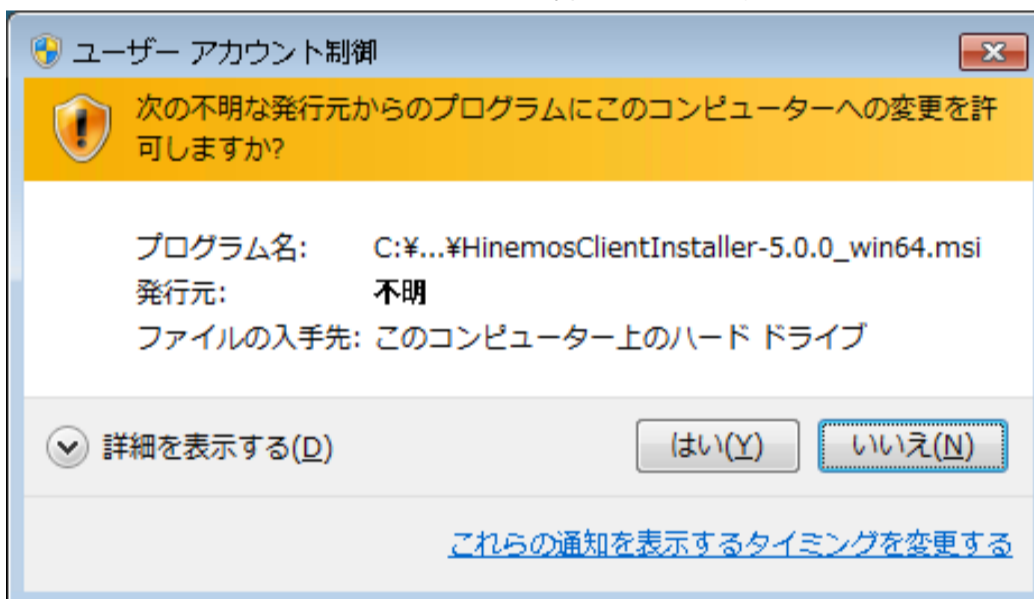 ユーザー アカウント制御
次の不明な発行元からのプログラムにこのコンピューターへの変更を許
可しますか?
プログラム名: C:¥...¥HinemosClientInstaller-5.0.0_win64.msi
発行元: 不明
ファイルの入手先: このコンピューター上のハード ドライブ
詳細を表示する(D) はい(Y) いいえ(N)
これらの通知を表示するタイミングを変更する